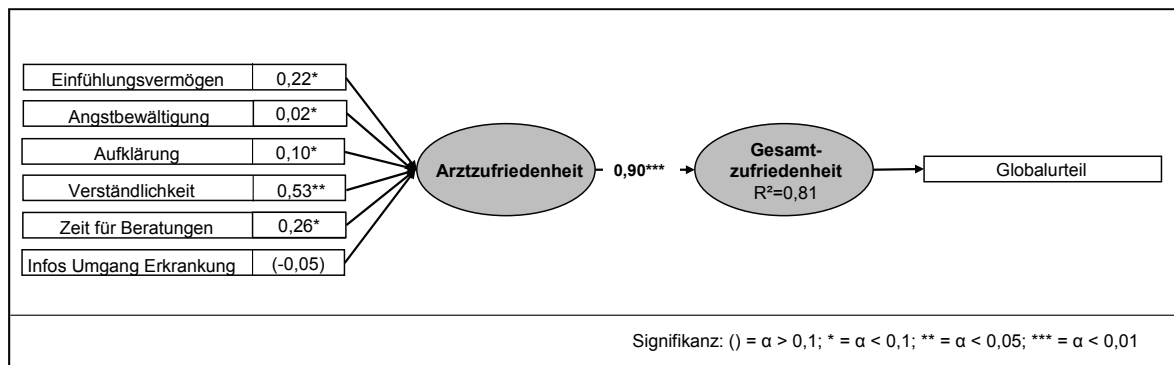 Einfühlungsvermögen 0,22*
Angstbewältigung 0,02*
Aufklärung 0,10*
Verständlichkeit 0,53**
Zeit für Beratungen 0,26*
Infos Umgang Erkrankung (-0,05)
Arztzufriedenheit
0,90***
Gesamt-
zufriedenheit
R²=0,81
Globalurteil
Signifikanz: () = α > 0,1; * = α < 0,1; ** = α < 0,05; *** = α < 0,01